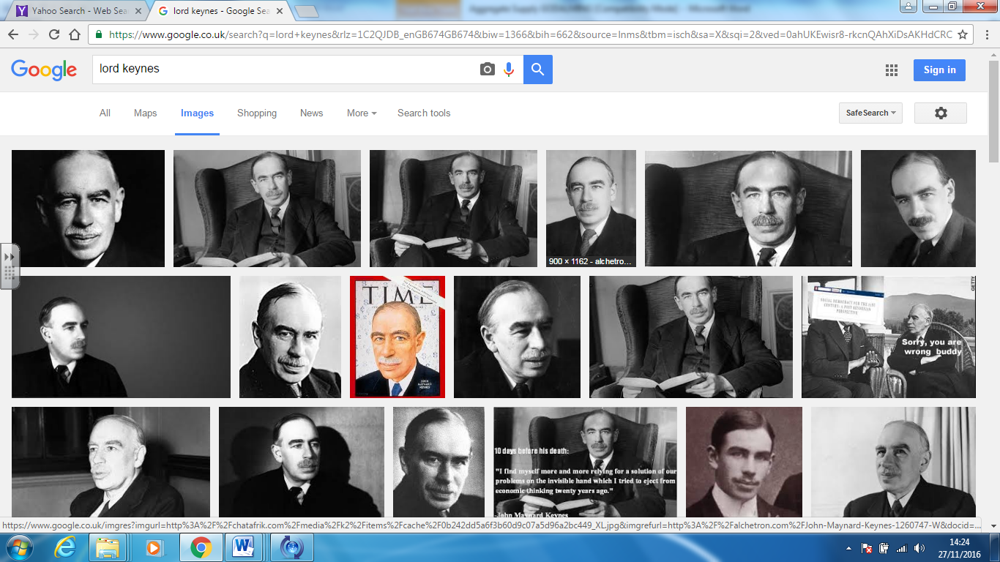 Yahoo Search - Web Sea
lord keynes - Google Sea
Aggregate
- Microsoft Word
https://www.google.co.uk/search?q=lord+keynes&rlz=1C2QJDB_enGB674GB674&biw=1366&bih=662&source=lnms&tbm=isch&sa=X&sqi=2&ved=0ahUKEwisr8-rkcnQAhXiDsAKHdCRC
Google
lord keynes
Sign in
All
Maps
Images
Shopping
News
More
Search tools
SafeSearch
900 × 1162 - alchetro...
TIME
JOHN
MAYNARD
KEYNES
GETTY
SOCIAL DEMOCRACY FOR THE 21ST
CENTURY: A POST KEYNESIAN
PERSPECTIVE
Sorry, you are
wrong buddy
10 days before his death:
"I find myself more and more relying for a solution of our
problems on the invisible hand which I tried to eject from
economic thinking twenty years ago."
-John Maynard Keynes
https://www.google.co.uk/imgres?imgurl=http%3A%2F%2Fchatafrik.com%2Fmedia%2Fk2%2Fitems%2Fcache%2F0b242dd5a6f3b60d9c07a5d96a2bc449_XL.jpg&imgrefurl=http%3A%2F%2Falchetron.com%2FJohn-Maynard-Keynes-1260747-W&docid=...
14:24
27/11/2016